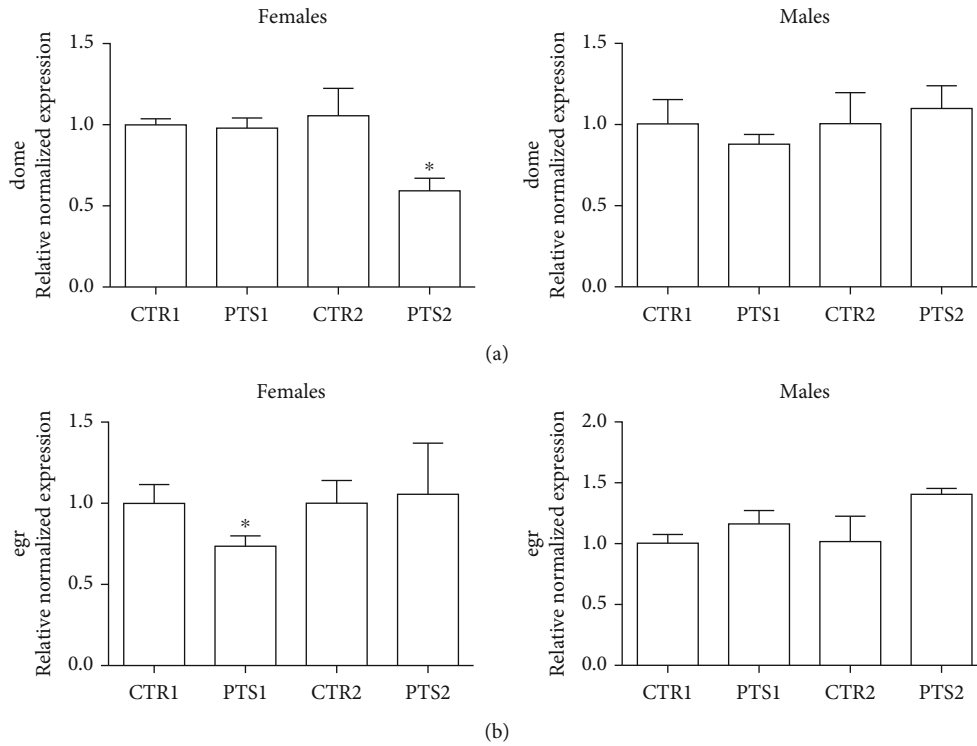 Females
1.5
1.0
0.5
0.0
dome
Relative normalized expression
*
CTR1 PTS1 CTR2 PTS2
Males
1.5
1.0
0.5
0.0
dome
Relative normalized expression
CTR1 PTS1 CTR2 PTS2
(a)
Females
1.5
1.0
0.5
0.0
egr
Relative normalized expression
*
CTR1 PTS1 CTR2 PTS2
Males
2.0
1.5
1.0
0.5
0.0
egr
Relative normalized expression
CTR1 PTS1 CTR2 PTS2
(b)